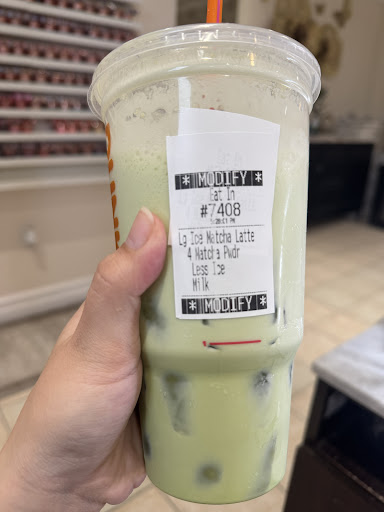 * MODIFY *
Eat In
#7408
Lg Ice Matcha Latte
4 Matcha Pwdr
Less Ice
Milk
* MODIFY *